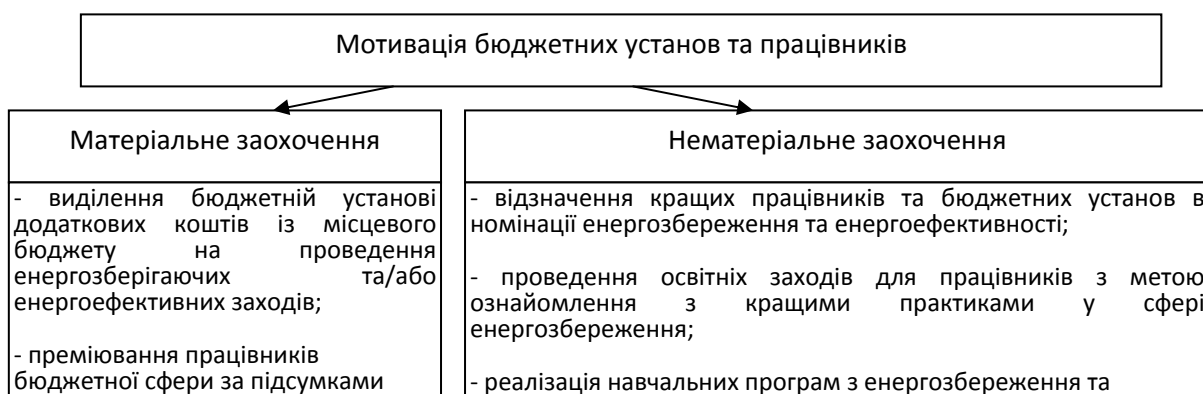 Мотивація бюджетних установ та працівників
Матеріальне заохочення
- виділення бюджетній установі
додаткових коштів із місцевого
бюджету на проведення
енергозберігаючих та/або
енергоефективних заходів;
- преміювання працівників
бюджетної сфери за підсумками
Нематеріальне заохочення
- відзначення кращих працівників та бюджетних установ в
номінації енергозбереження та енергоефективності;
- проведення освітніх заходів для працівників з метою
ознайомлення з кращими практиками у сфері
енергозбереження;
- реалізація навчальних програм з енергозбереження та